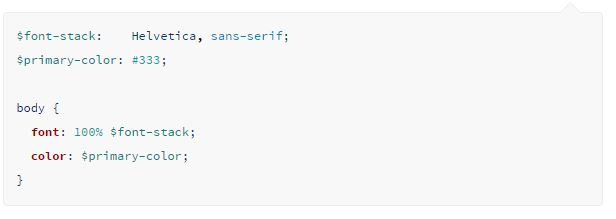 $font-stack:    Helvetica, sans-serif;
$primary-color: #333;

body {
  font: 100% $font-stack;
  color: $primary-color;
}